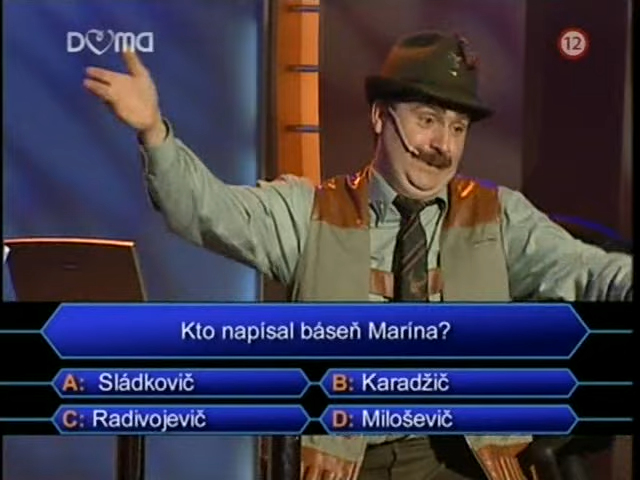 DOMA
12
Kto napísal báseň Marína?
A: Sládkovič
B: Karadžič
C: Radivojevič
D: Miloševič